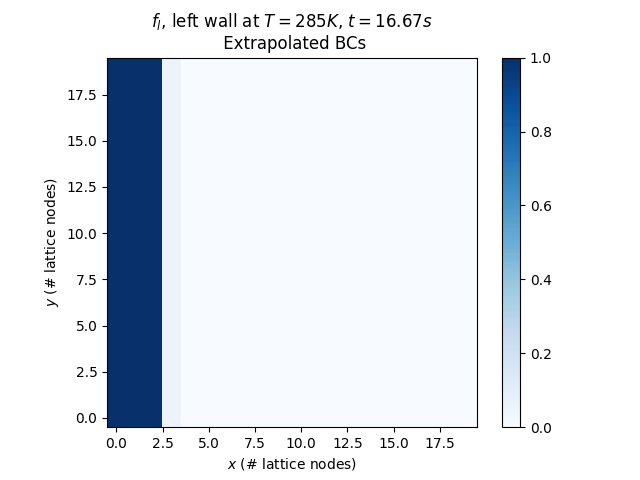 f_l, left wall at T = 285K, t = 16.67s
Extrapolated BCs
17.5
15.0
12.5
10.0
7.5
5.0
2.5
0.0
y (# lattice nodes)
0.0 2.5 5.0 7.5 10.0 12.5 15.0 17.5
x (# lattice nodes)
1.0
0.8
0.6
0.4
0.2
0.0